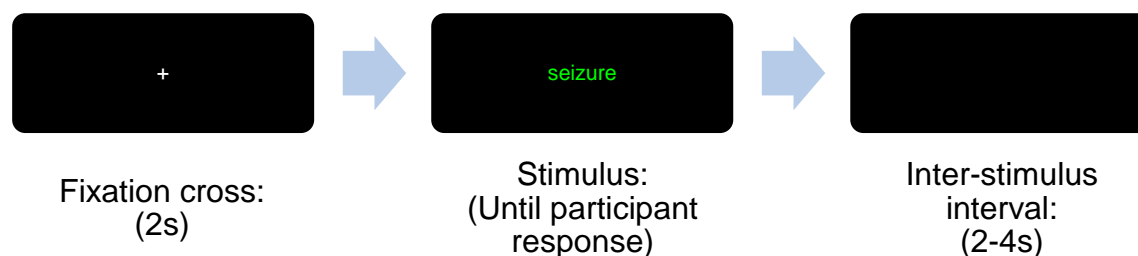 +
seizure
Fixation cross:
(2s)
Stimulus:
(Until participant
response)
Inter-stimulus
interval:
(2-4s)